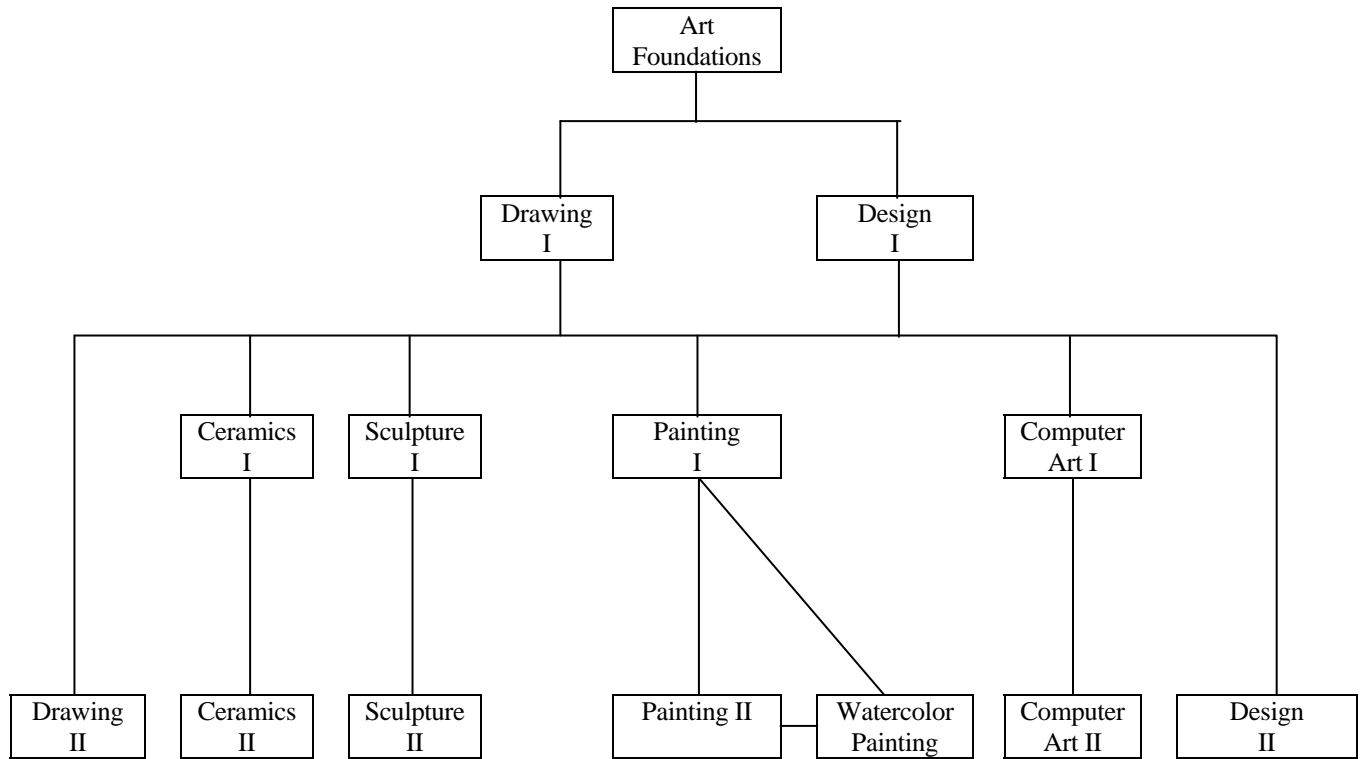 Art
Foundations
Drawing
I
Design
I
Ceramics
I
Sculpture
I
Painting
I
Computer
Art I
Drawing
II
Ceramics
II
Sculpture
II
Painting II
Watercolor
Painting
Computer
Art II
Design
II